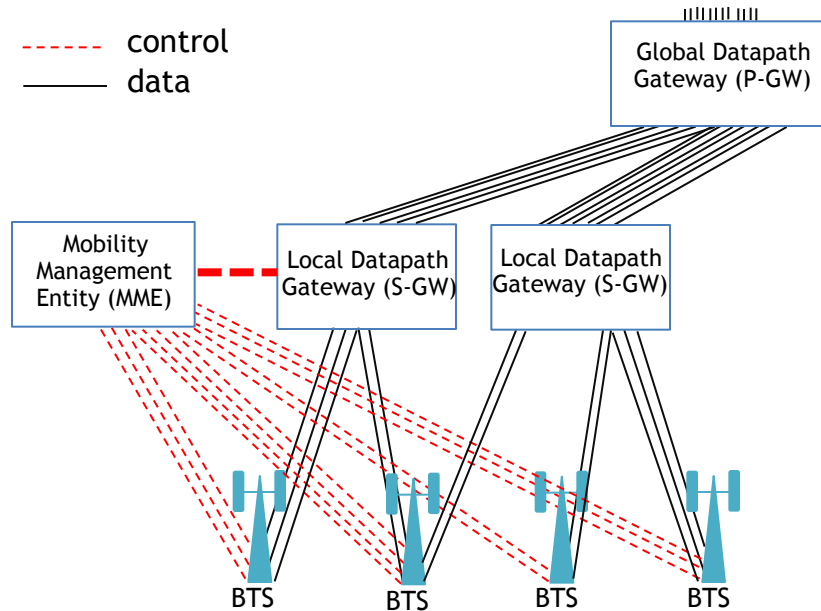 control
data
Global Datapath
Gateway (P-GW)
Mobility
Management
Entity (MME)
Local Datapath
Gateway (S-GW)
Local Datapath
Gateway (S-GW)
BTS
BTS
BTS
BTS